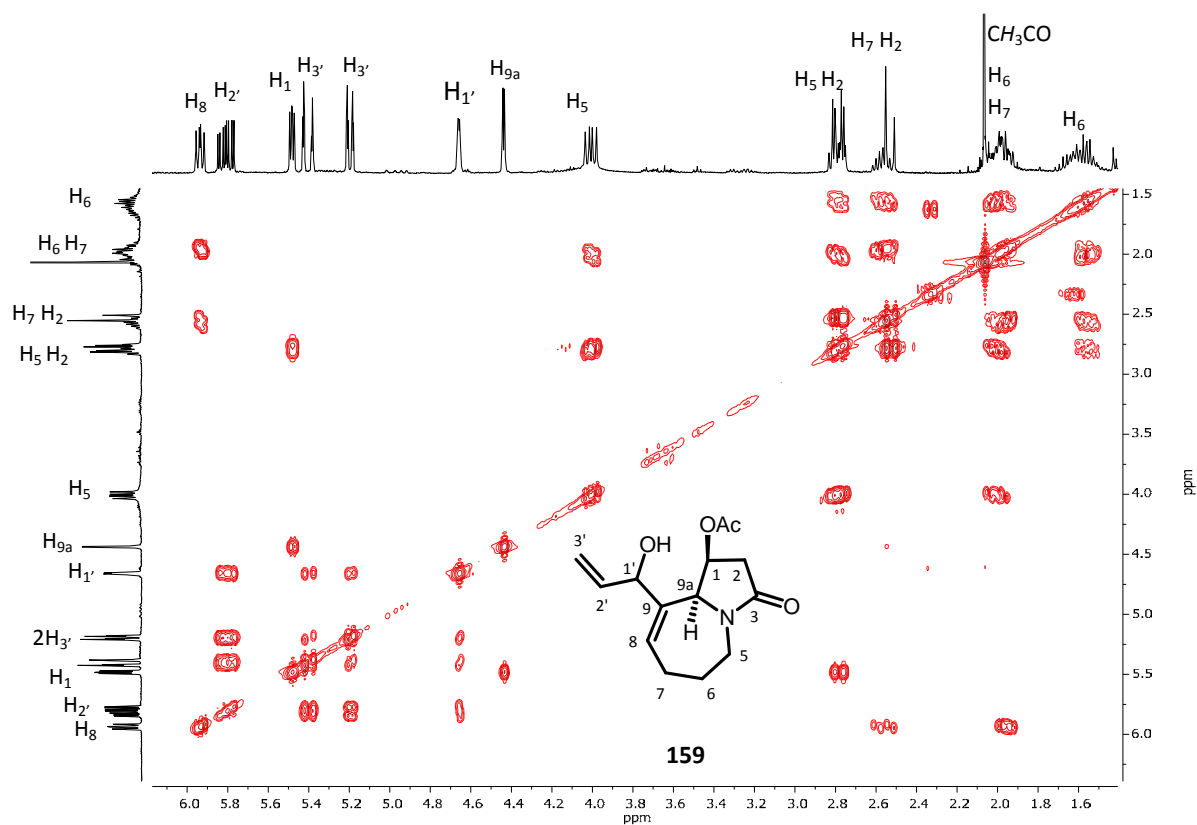 CH₃CO
H₇ H₂
H₉ₐ
H₃' H₃'
H₁
H₆
H₂'
H₅ H₂
H₈
H₁'
H₅
H₇
H₆
H₆
1.5
H₆ H₇
2.0
H₇ H₂
2.5
H₅ H₂
3.0
3.5
ppm
H₅
4.0
OAc
3' OH
H₉ₐ
4.5
1' 1 2
9a
H₁'
2' 9 3 O
N
5.0
H
2H₃'
8 5
H₁
5.5
7 6
H₂'
H₈
159
6.0
6.0 5.8 5.6 5.4 5.2 5.0 4.8 4.6 4.4 4.2 4.0 3.8 3.6 3.4 3.2 3.0 2.8 2.6 2.4 2.2 2.0 1.8 1.6
ppm